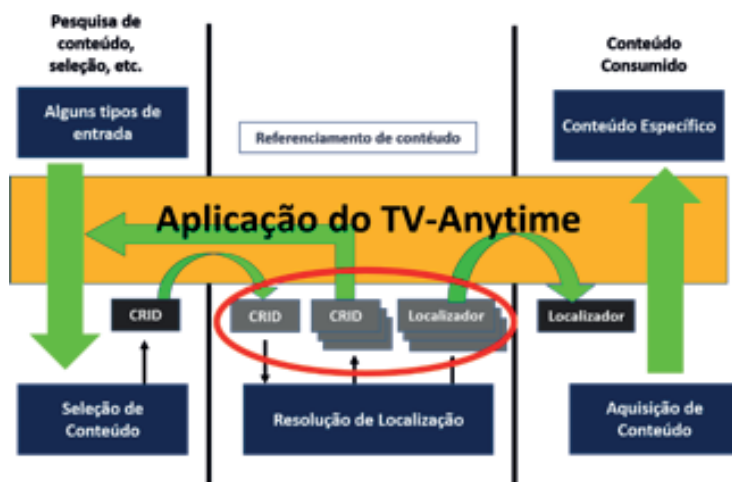 Pesquisa de
conteúdo,
seleção, etc.
Conteúdo
Consumido
Alguns tipos de
entrada
Referenciamento de contéudo
Conteúdo Específico
Aplicação do TV-Anytime
CRID
CRID
CRID
Localizador
Localizador
Seleção de
Conteúdo
Resolução de Localização
Aquisição de
Conteúdo